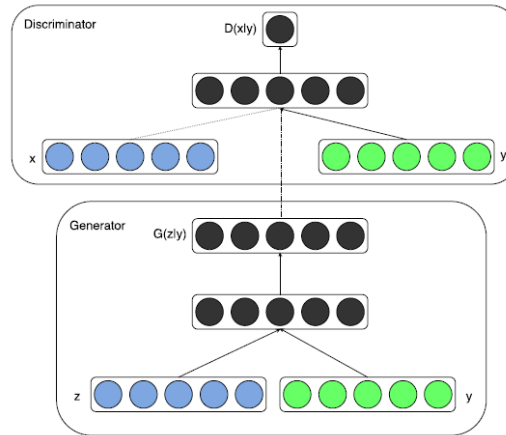 Discriminator
D(x|y)
x
y
Generator
G(z|y)
z
y